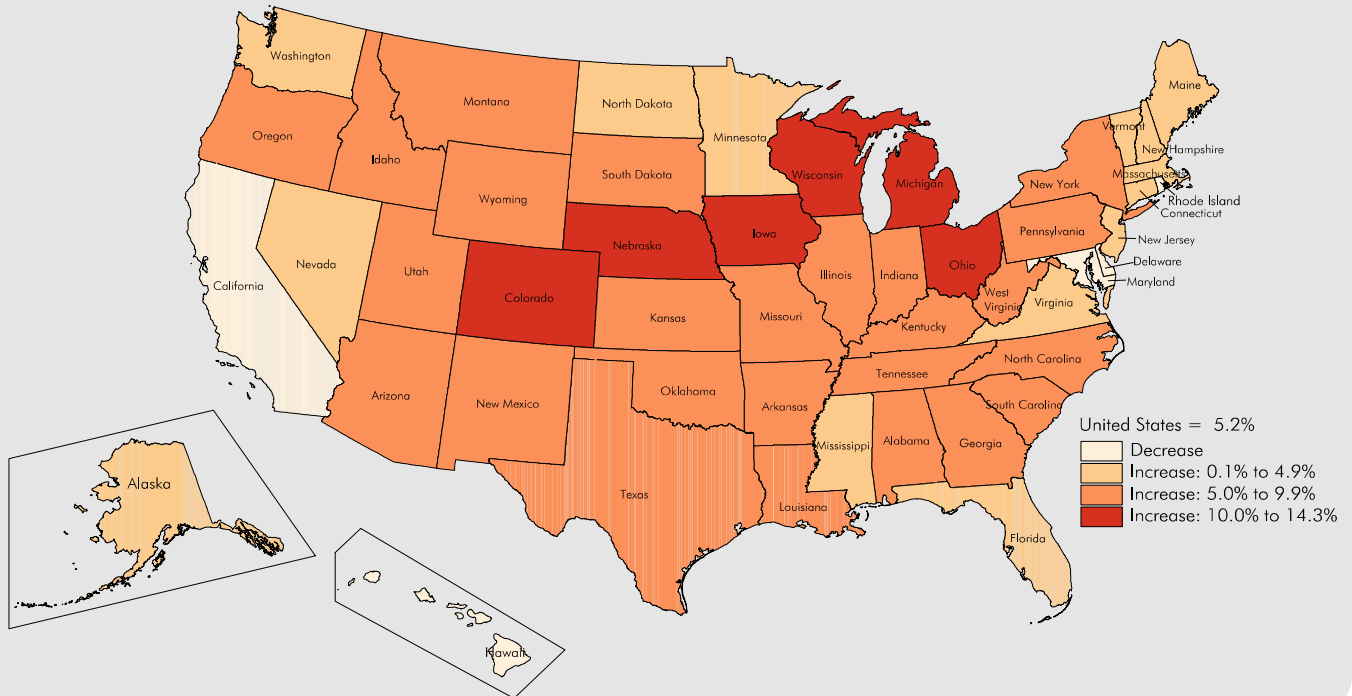 Washington
Montana
North Dakota
Minnesota
Maine
Vermont
New Hampshire
Oregon
Idaho
South Dakota
Wisconsin
Michigan
Massachusetts
New York
Rhode Island
Connecticut
Wyoming
Iowa
Pennsylvania
New Jersey
Nebraska
Nevada
Utah
Illinois
Indiana
Ohio
Delaware
Maryland
California
Colorado
West
Virginia
Virginia
Kansas
Missouri
Kentucky
North Carolina
Tennessee
Arizona
New Mexico
Oklahoma
Arkansas
South Carolina
Mississippi
Alabama
Georgia
United States = 5.2%
Decrease
Increase: 0.1% to 4.9%
Increase: 5.0% to 9.9%
Increase: 10.0% to 14.3%
Alaska
Texas
Louisiana
Florida
Hawaii